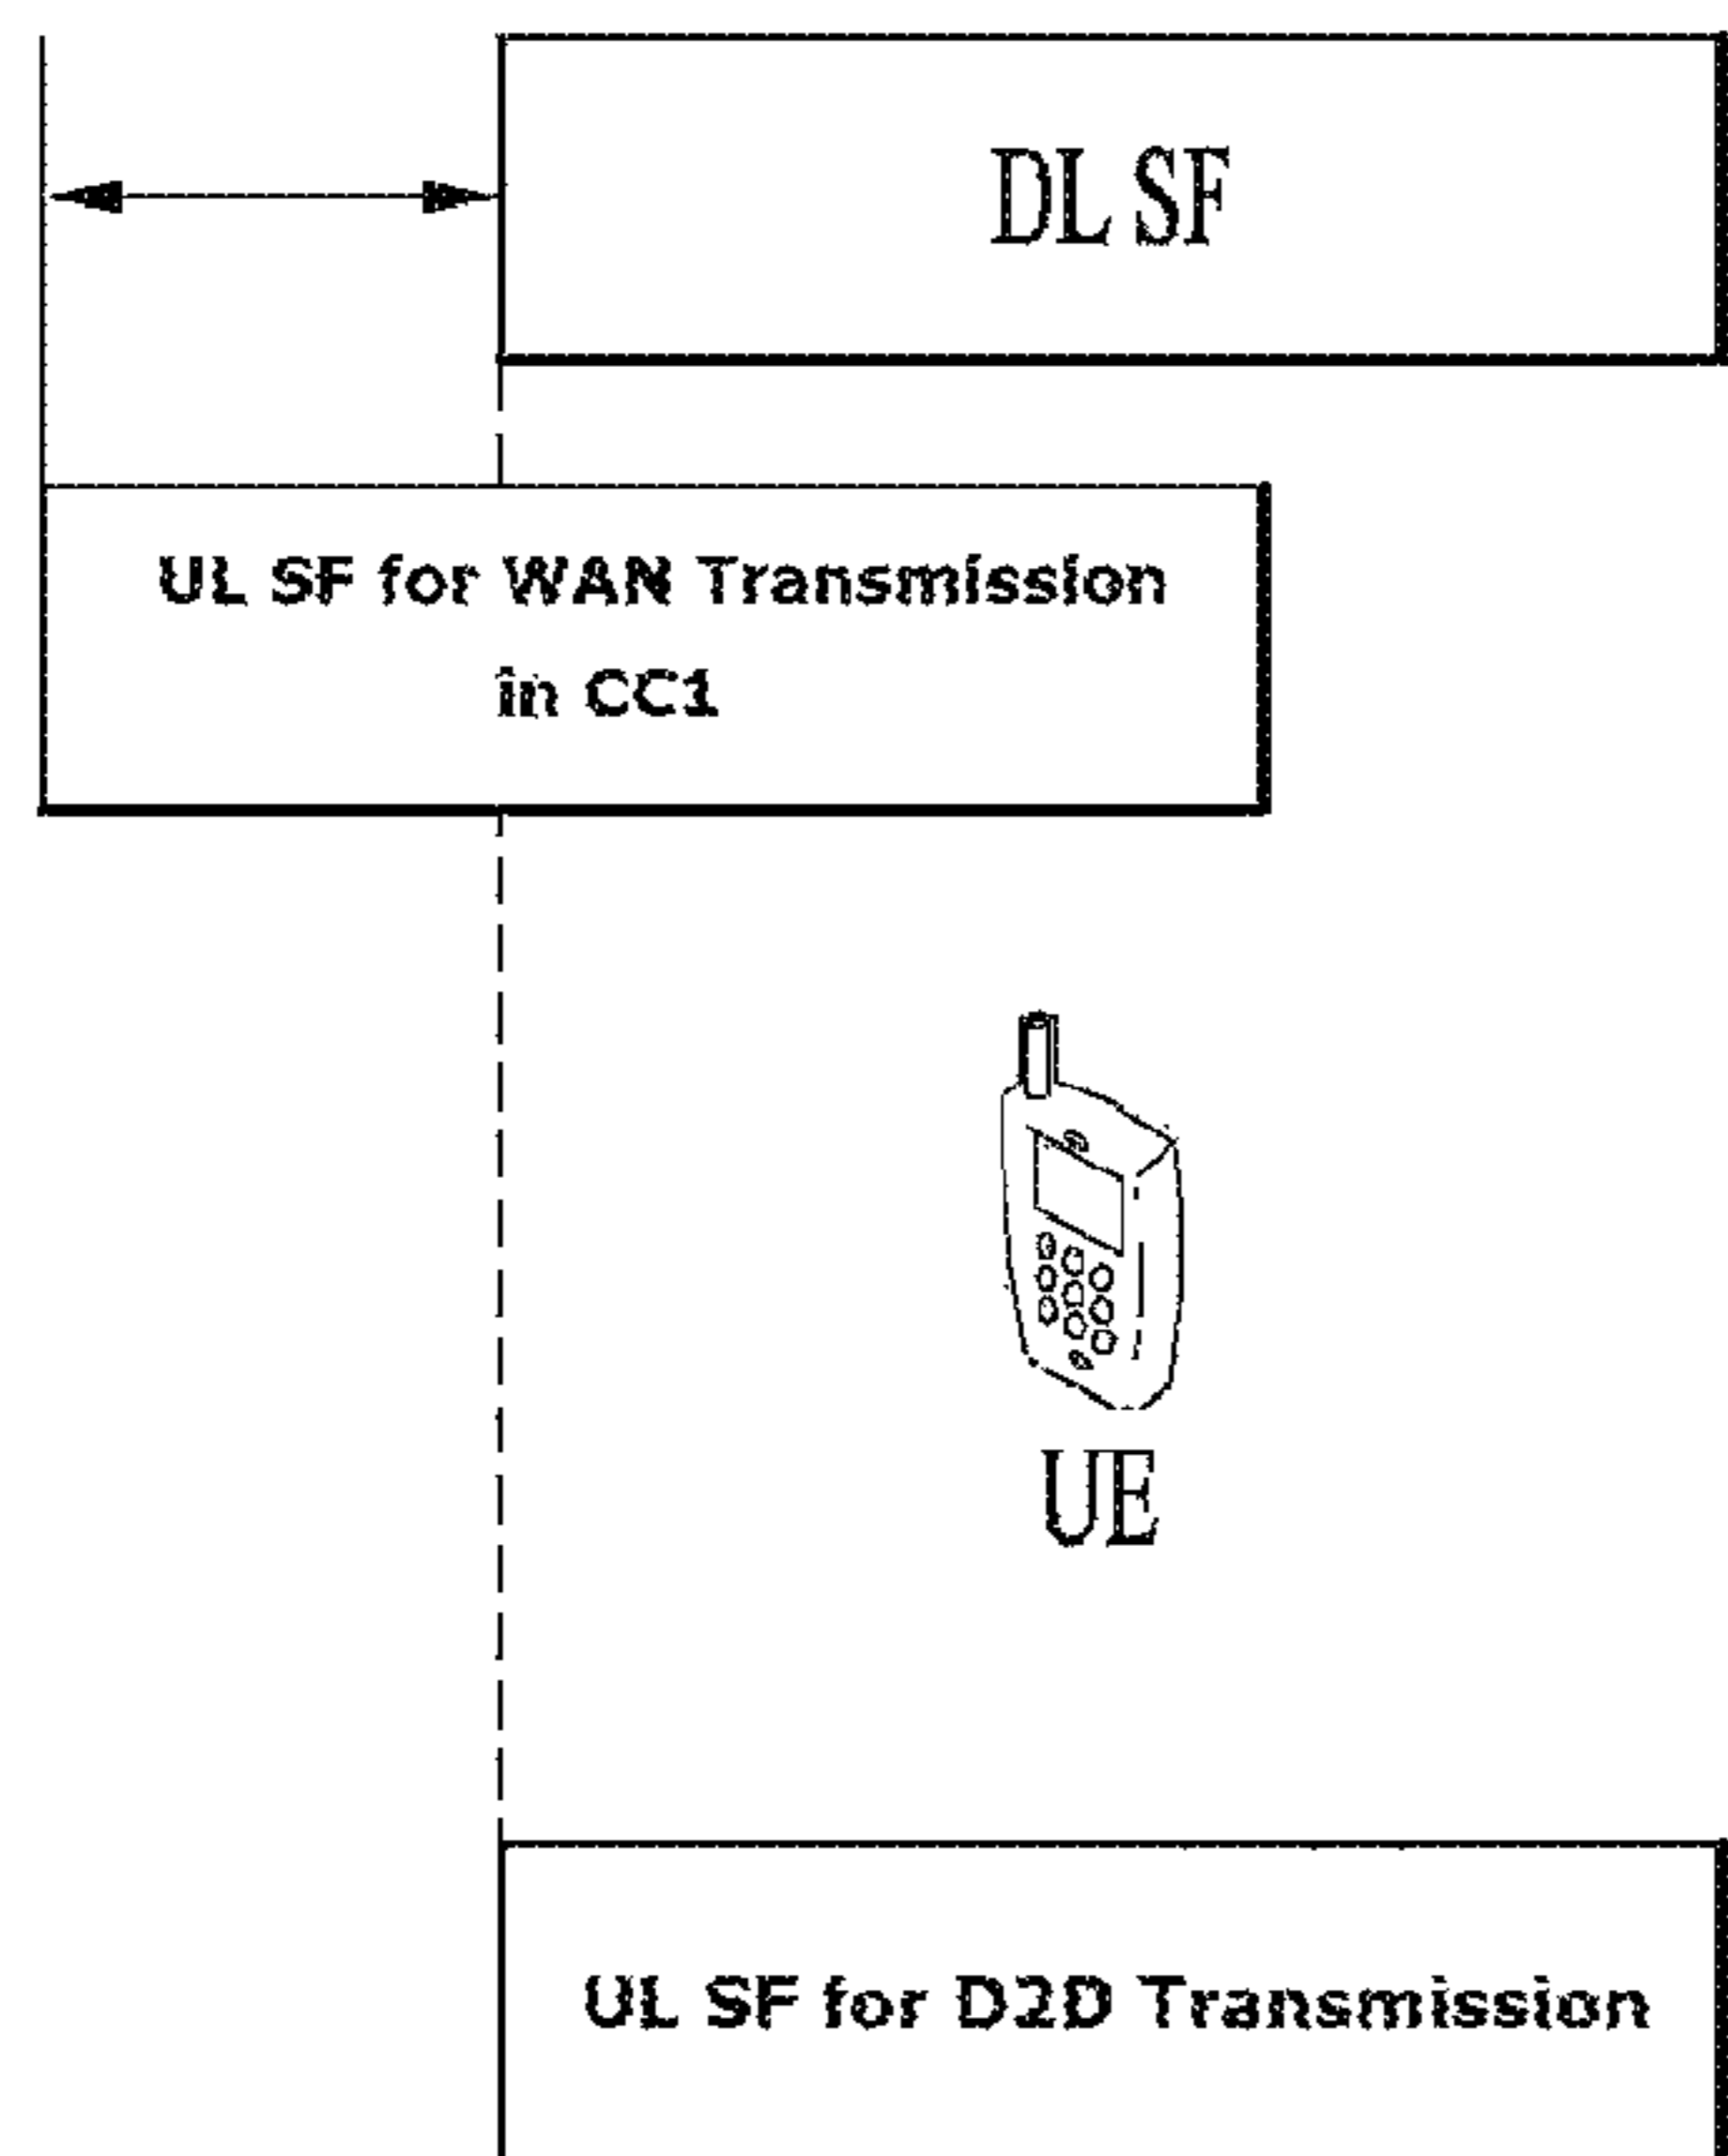 DL SF
UL SF for WAN Transmission
in CC1
UE
UL SF for D2D Transmission